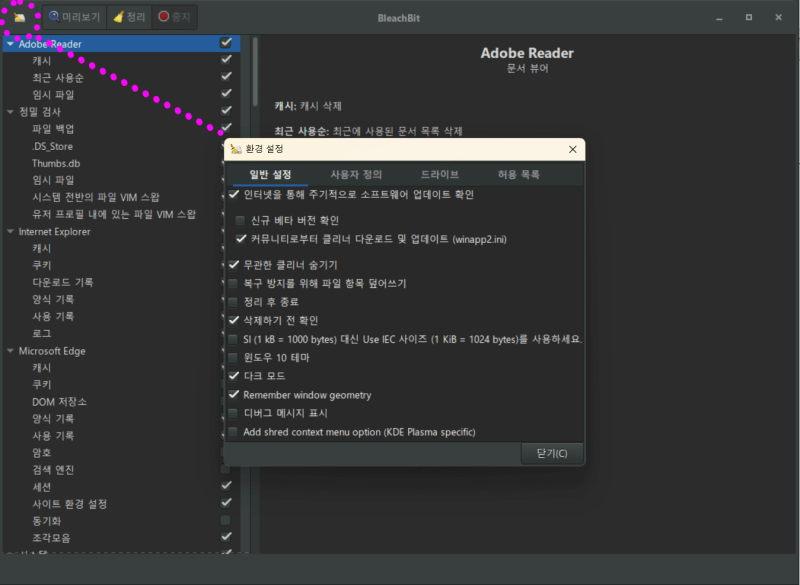 미리보기 정리 중지 BleachBit
Adobe Reader
캐시
최근 사용순
임시 파일
정밀 검사
파일 백업
.DS_Store
Thumbs.db
임시 파일
시스템 전반의 파일 VIM 스왑
유저 프로필 내에 있는 파일 VIM 스왑
Internet Explorer
캐시
쿠키
다운로드 기록
양식 기록
사용 기록
로그
Microsoft Edge
캐시
쿠키
DOM 저장소
양식 기록
사용 기록
암호
검색 엔진
세션
사이트 환경 설정
동기화
조각모음
시스템
Adobe Reader
문서 뷰어
캐시: 캐시 삭제
최근 사용순: 최근에 사용된 문서 목록 삭제
환경 설정
일반 설정 사용자 정의 드라이브 허용 목록
인터넷을 통해 주기적으로 소프트웨어 업데이트 확인
신규 베타 버전 확인
커뮤니티로부터 클리너 다운로드 및 업데이트 (winapp2.ini)
무관한 클리너 숨기기
복구 방지를 위해 파일 항목 덮어쓰기
정리 후 종료
삭제하기 전 확인
SI (1 kB = 1000 bytes) 대신 Use IEC 사이즈 (1 KiB = 1024 bytes)를 사용하세요.
윈도우 10 테마
다크 모드
Remember window geometry
디버그 메시지 표시
Add shred context menu option (KDE Plasma specific)
닫기(C)